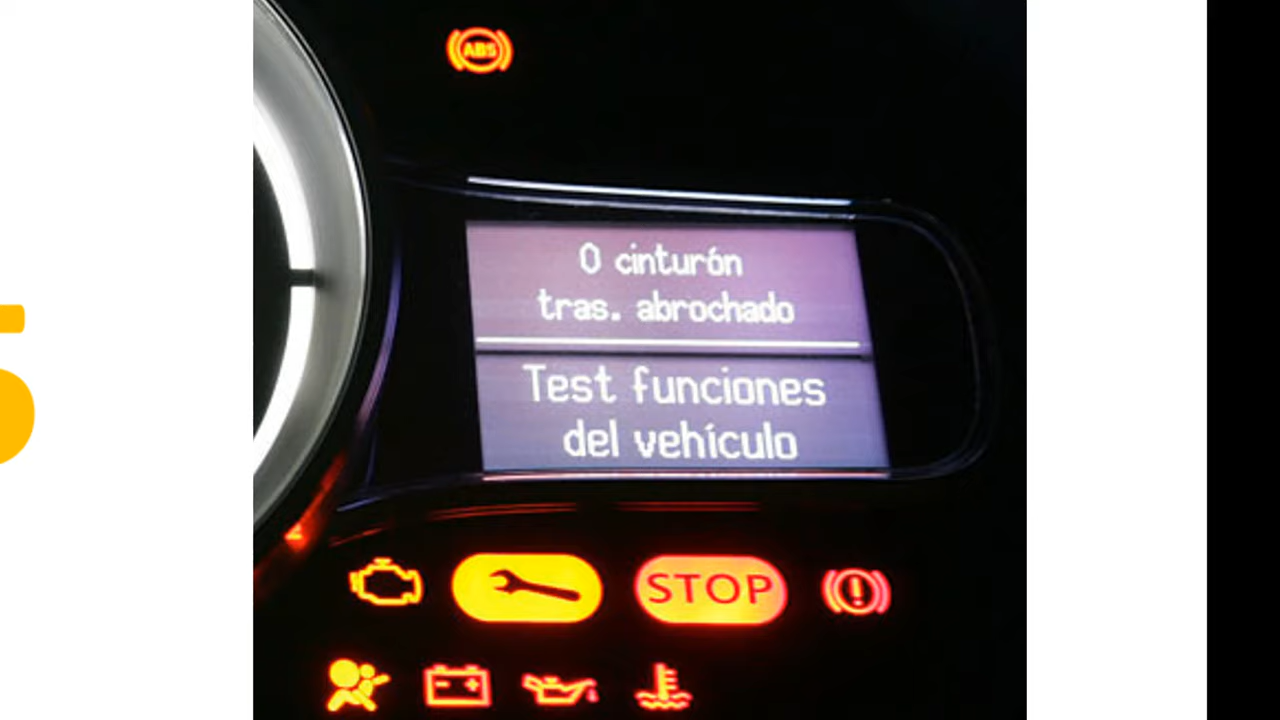 ABS
0 cinturón
tras. abrochado
Test funciones
del vehículo
STOP